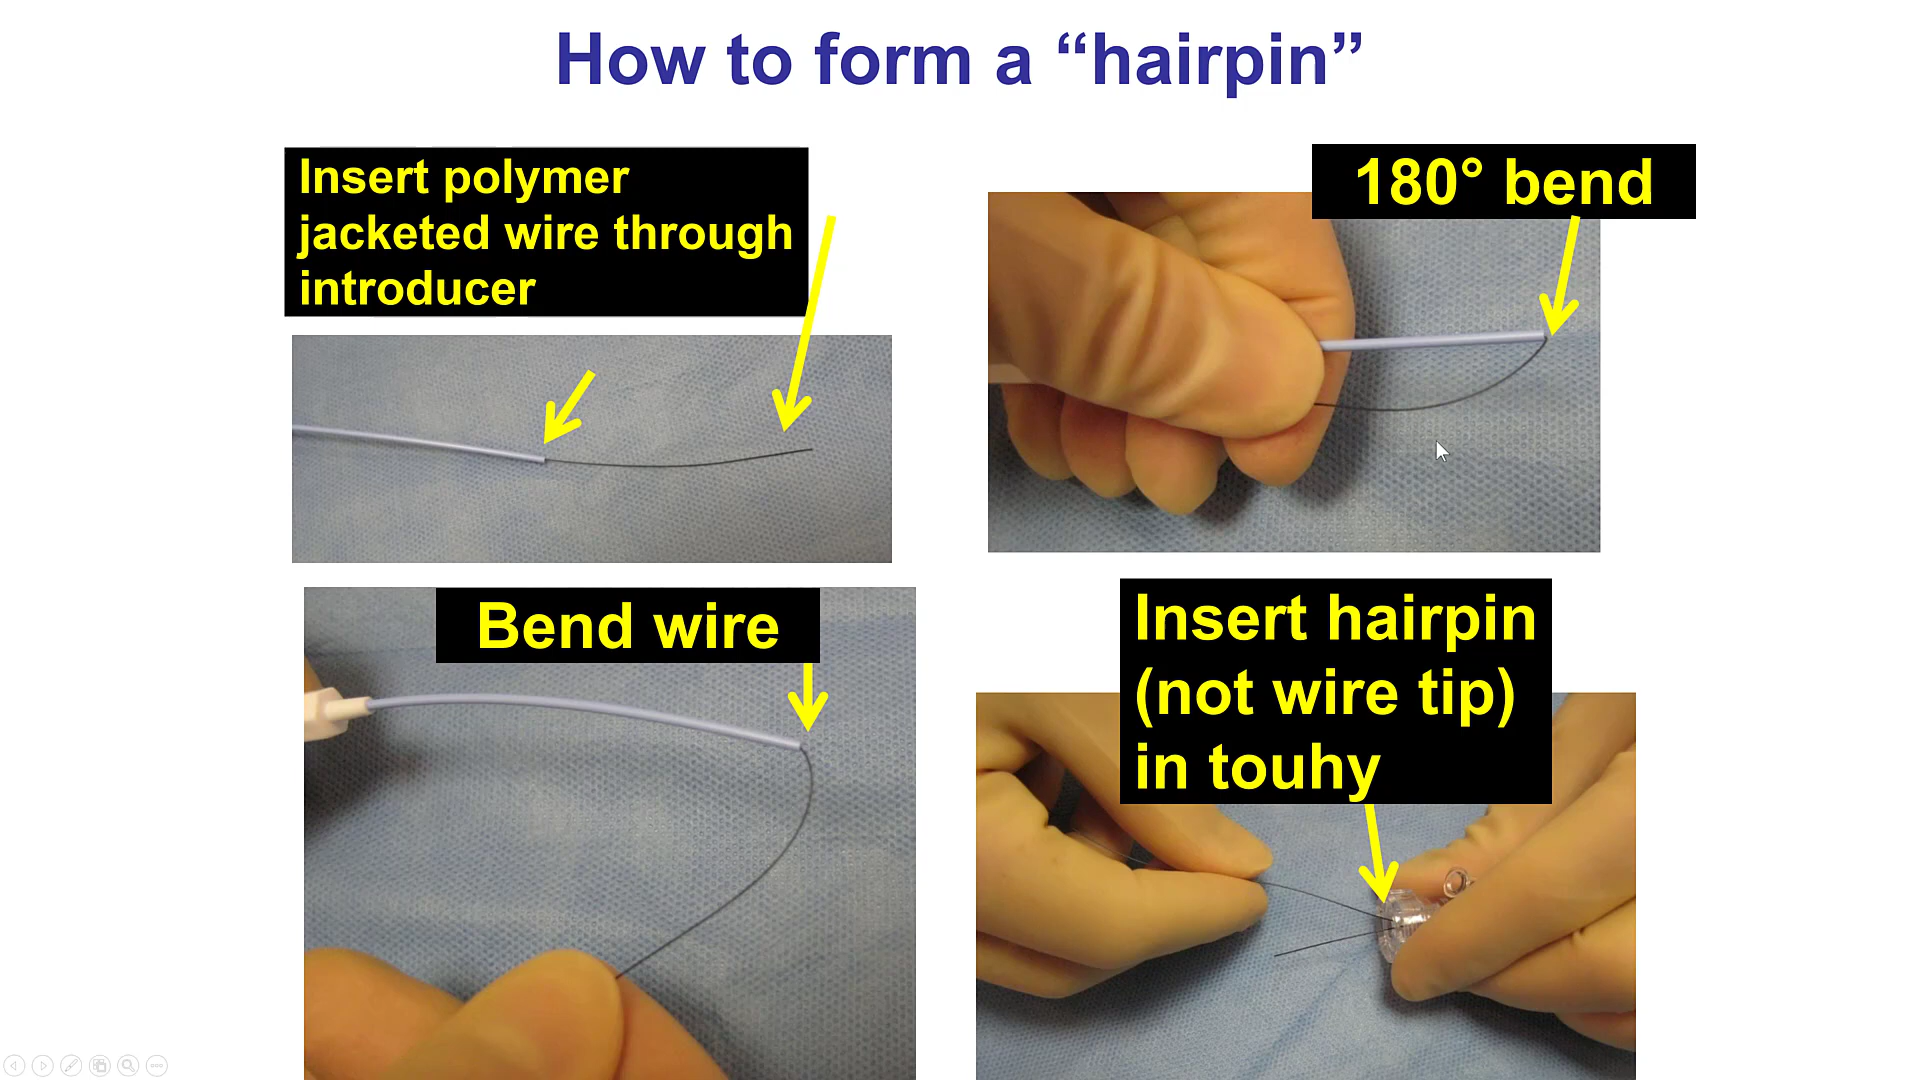 How to form a “hairpin”
Insert polymer
jacketed wire through
introducer
180° bend
Bend wire
Insert hairpin
(not wire tip)
in touhy